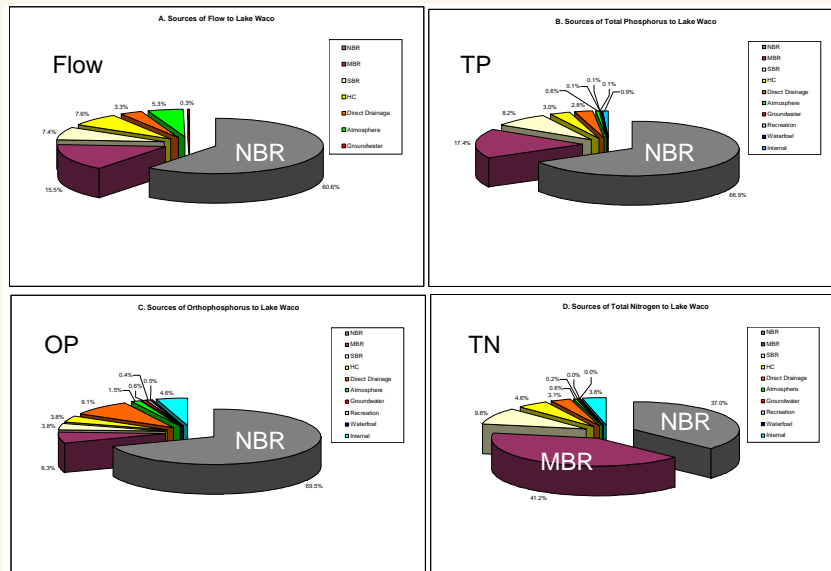 A. Sources of Flow to Lake Waco
Flow
NBR
MBR
SBR
HC
Direct Drainage
Atmosphere
Groundwater
3.3%
5.3%
0.3%
7.6%
7.4%
15.5%
NBR
60.6%
B. Sources of Total Phosphorus to Lake Waco
TP
NBR
MBR
SBR
HC
Direct Drainage
Atmosphere
Groundwater
Recreation
Waterfowl
Internal
0.1%
0.1%
0.1%
0.6%
0.9%
2.8%
3.0%
8.2%
17.4%
NBR
66.9%
C. Sources of Orthophosphorus to Lake Waco
OP
NBR
MBR
SBR
HC
Direct Drainage
Atmosphere
Groundwater
Recreation
Waterfowl
Internal
0.4%
0.5%
0.6%
4.6%
1.5%
9.1%
3.8%
3.8%
6.3%
NBR
69.5%
D. Sources of Total Nitrogen to Lake Waco
TN
NBR
MBR
SBR
HC
Direct Drainage
Atmosphere
Groundwater
Recreation
Waterfowl
Internal
0.0%
0.0%
0.2%
0.6%
3.6%
3.1%
4.6%
9.6%
NBR
37.0%
MBR
41.2%